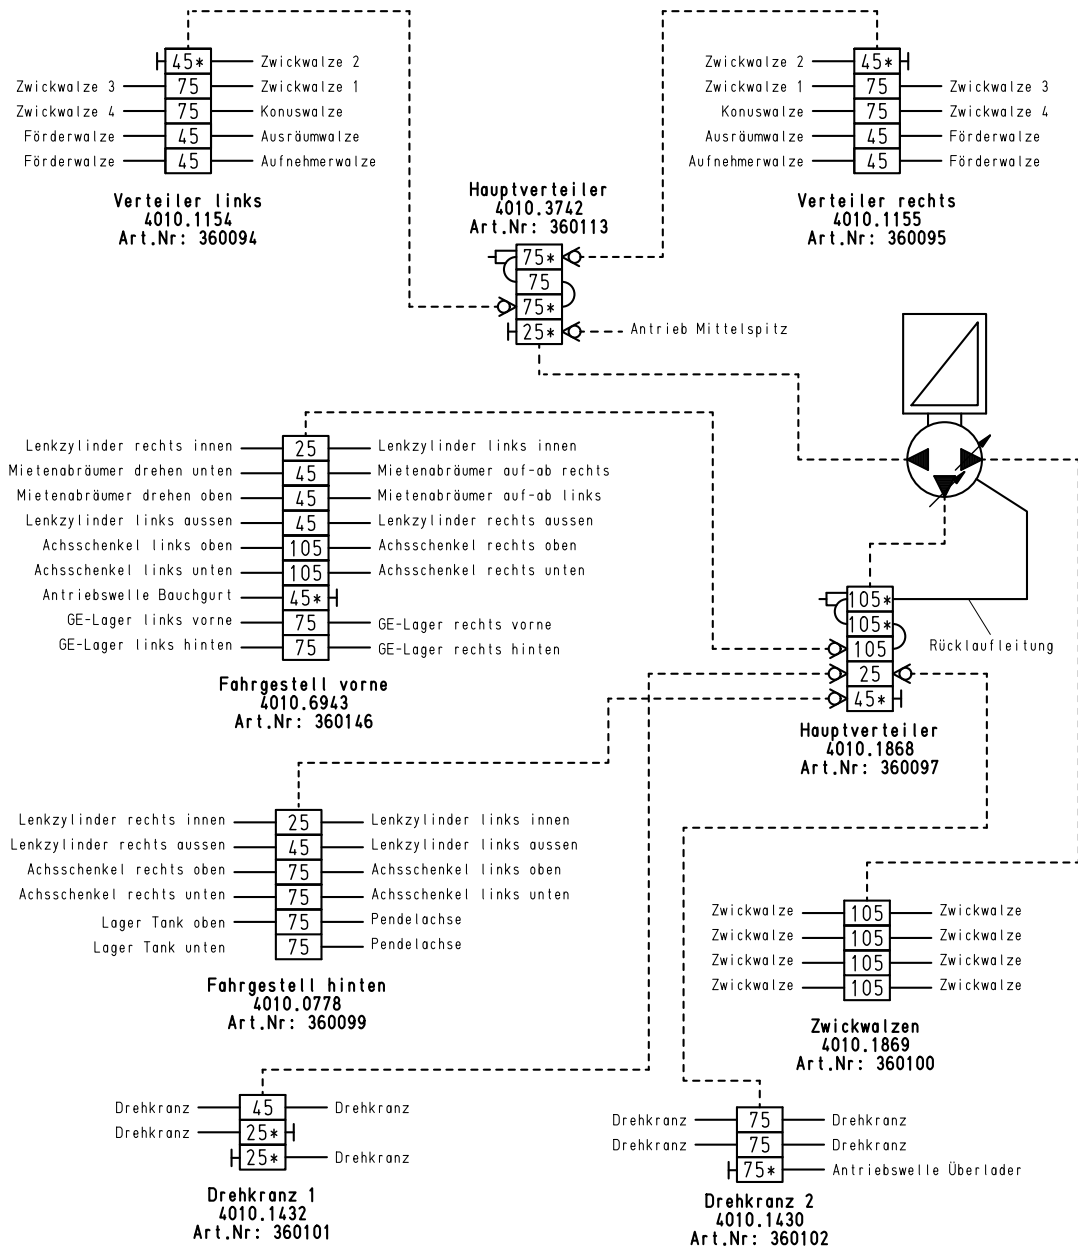 45*
Zwickwalze 2
Zwickwalze 3
75
Zwickwalze 1
Zwickwalze 4
75
Konuswalze
Förderwalze
45
Ausräumwalze
Förderwalze
45
Aufnehmerwalze
Verteiler links
4010.1154
Art.Nr: 360094
Zwickwalze 2
45*
Zwickwalze 1
75
Zwickwalze 3
Konuswalze
75
Zwickwalze 4
Ausräumwalze
45
Förderwalze
Aufnehmerwalze
45
Förderwalze
Verteiler rechts
4010.1155
Art.Nr: 360095
Hauptverteiler
4010.3742
Art.Nr: 360113
75*
75
75*
25*
Antrieb Mittelspitz
Lenkzylinder rechts innen
25
Lenkzylinder links innen
Mietenabräumer drehen unten
45
Mietenabräumer auf-ab rechts
Mietenabräumer drehen oben
45
Mietenabräumer auf-ab links
Lenkzylinder links aussen
45
Lenkzylinder rechts aussen
Achsschenkel links oben
105
Achsschenkel rechts oben
Achsschenkel links unten
105
Achsschenkel rechts unten
Antriebswelle Bauchgurt
45*
GE-Lager links vorne
75
GE-Lager rechts vorne
GE-Lager links hinten
75
GE-Lager rechts hinten
Fahrgestell vorne
4010.6943
Art.Nr: 360146
105*
105*
105
25
45*
Rücklaufleitung
Hauptverteiler
4010.1868
Art.Nr: 360097
Lenkzylinder rechts innen
25
Lenkzylinder links innen
Lenkzylinder rechts aussen
45
Lenkzylinder links aussen
Achsschenkel rechts oben
75
Achsschenkel links oben
Achsschenkel rechts unten
75
Achsschenkel links unten
Lager Tank oben
75
Pendelachse
Lager Tank unten
75
Pendelachse
Fahrgestell hinten
4010.0778
Art.Nr: 360099
Zwickwalze
105
Zwickwalze
Zwickwalze
105
Zwickwalze
Zwickwalze
105
Zwickwalze
Zwickwalze
105
Zwickwalze
Zwickwalzen
4010.1869
Art.Nr: 360100
Drehkranz
45
Drehkranz
Drehkranz
25*
25*
Drehkranz
Drehkranz 1
4010.1432
Art.Nr: 360101
Drehkranz
75
Drehkranz
Drehkranz
75
Drehkranz
75*
Antriebswelle Überlader
Drehkranz 2
4010.1430
Art.Nr: 360102